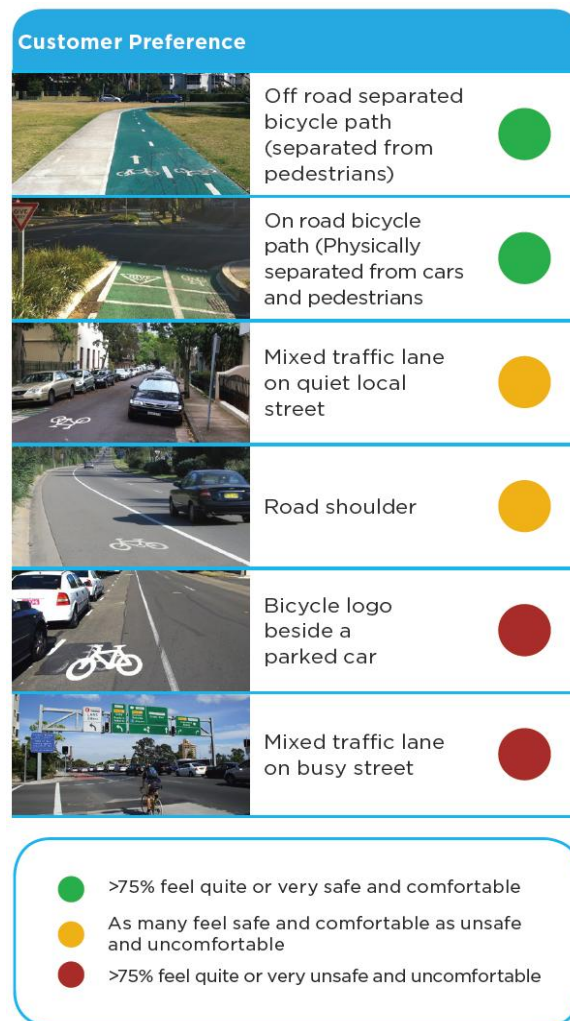 Customer Preference
Off road separated
bicycle path
(separated from
pedestrians)
On road bicycle
path (Physically
separated from cars
and pedestrians
Mixed traffic lane
on quiet local
street
Road shoulder
Bicycle logo
beside a
parked car
Mixed traffic lane
on busy street
>75% feel quite or very safe and comfortable
As many feel safe and comfortable as unsafe
and uncomfortable
>75% feel quite or very unsafe and uncomfortable